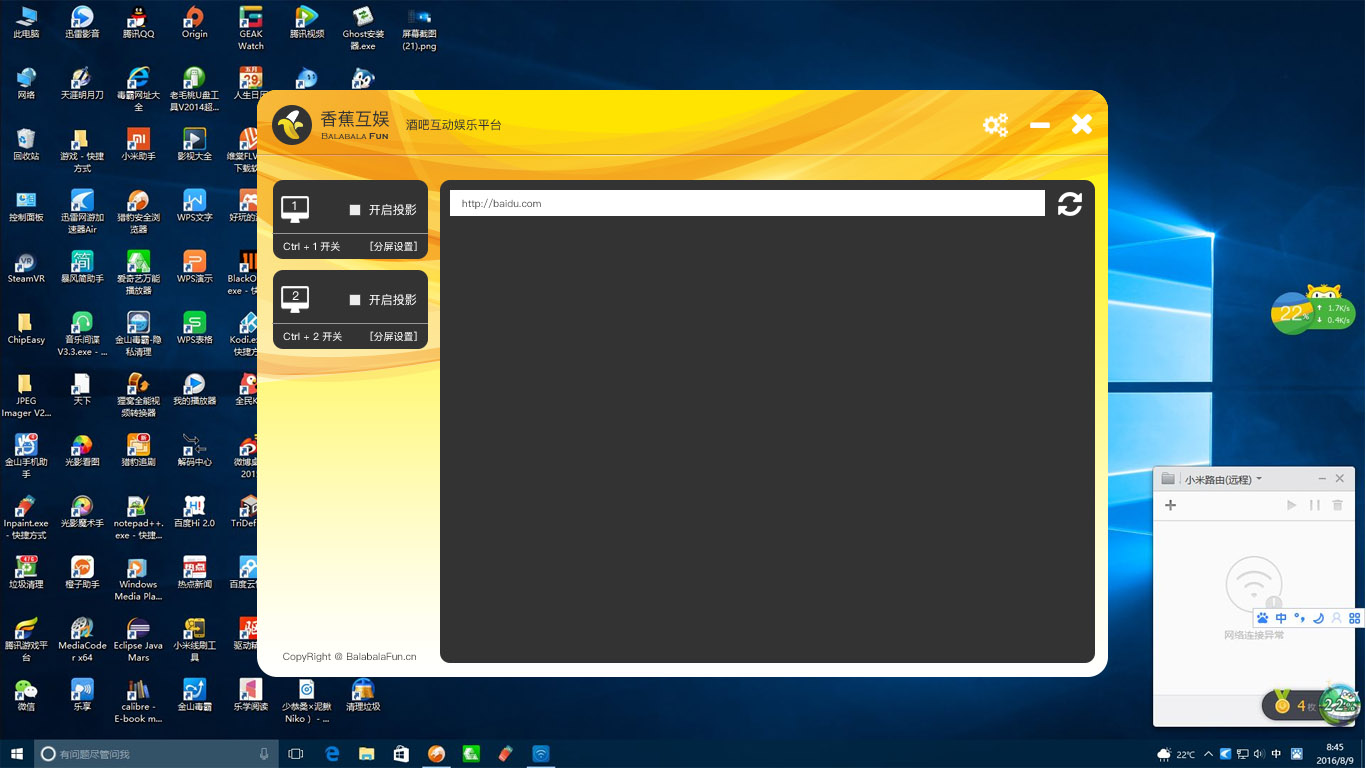 此电脑
迅雷影音
腾讯QQ
Origin
GEAK
Watch
腾讯视频
Ghost安装
器.exe
屏幕截图
(21).png
网络
天涯明月刀
毒霸网址大
全
老毛桃U盘工
具V2014超...
五月
29
人生日历
回收站
游戏 - 快捷
方式
小米助手
影视大全
维棠FLV
下载软
控制面板
迅雷网游加
速器Air
猎豹安全浏
览器
WPS文字
好玩的
SteamVR
暴风简助手
爱奇艺万能
播放器
WPS演示
BlackO
exe - 快
ChipEasy
音乐间谍
V3.3.exe - ...
金山毒霸-隐
私清理
WPS表格
Kodi.e
快捷方
JPEG
Imager V2...
天下
狸窝全能视
频转换器
我的播放器
全民K
金山手机助
手
光影看图
猎豹追剧
解码中心
微博桌
201
Inpaint.exe
- 快捷方式
光影魔术手
notepad++.
exe - 快捷...
百度Hi 2.0
TriDef
垃圾清理
橙子助手
Windows
Media Pla...
热点新闻
百度云管
腾讯游戏平
台
MediaCode
r x64
Eclipse Java
Mars
小米线刷工
具
驱动精
微信
乐享
calibre -
E-book m...
金山毒霸
乐学阅读
少恭桑×泥鳅
Niko ） - ...
清理垃圾
香蕉互娱
BALABALA FUN
酒吧互动娱乐平台
1
开启投影
Ctrl + 1 开关
[分屏设置]
2
开启投影
Ctrl + 2 开关
[分屏设置]
http://baidu.com
CopyRight @ BalabalaFun.cn
22%
1.7K/s
0.4K/s
小米路由(远程)
中
网络连接异常
4 枚
22%
有问题尽管问我
22℃
中
8:45
2016/8/9